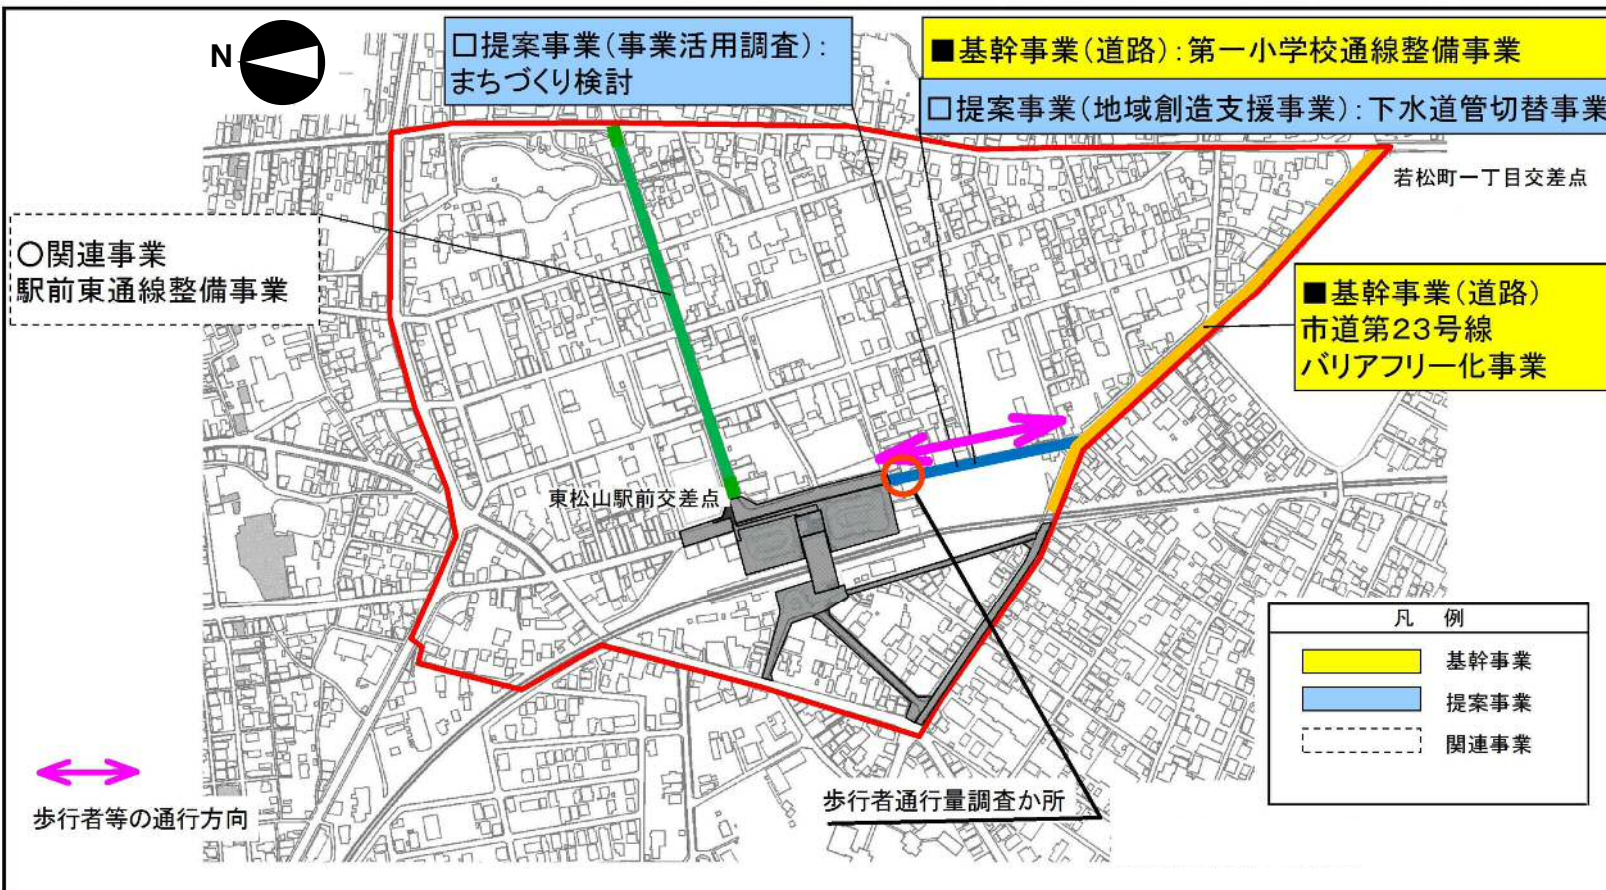 N
□提案事業(事業活用調査):
まちづくり検討
■基幹事業(道路):第一小学校通線整備事業
□提案事業(地域創造支援事業):下水道管切替事業
若松町一丁目交差点
○関連事業
駅前東通線整備事業
■基幹事業(道路)
市道第23号線
バリアフリー化事業
東松山駅前交差点
凡 例
基幹事業
提案事業
関連事業
歩行者通行量調査か所
歩行者等の通行方向